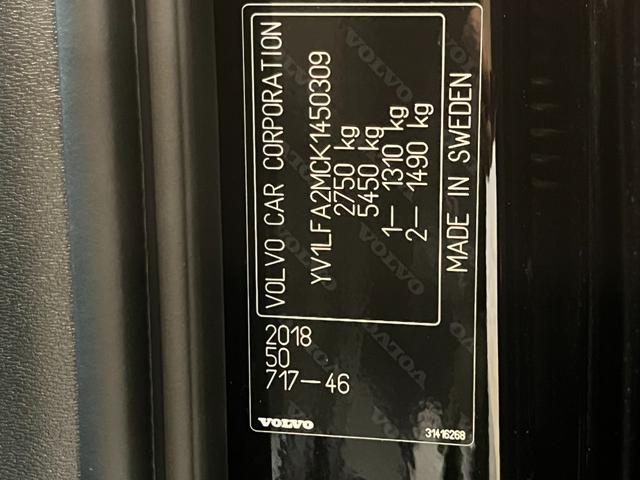 VOLVO CAR CORPORATION
YV1LFA2MCK1450309
2750 kg
5450 kg
1— 1310 kg
2— 1490 kg
MADE IN SWEDEN
2018
50
717—46
VOLVO
31416268